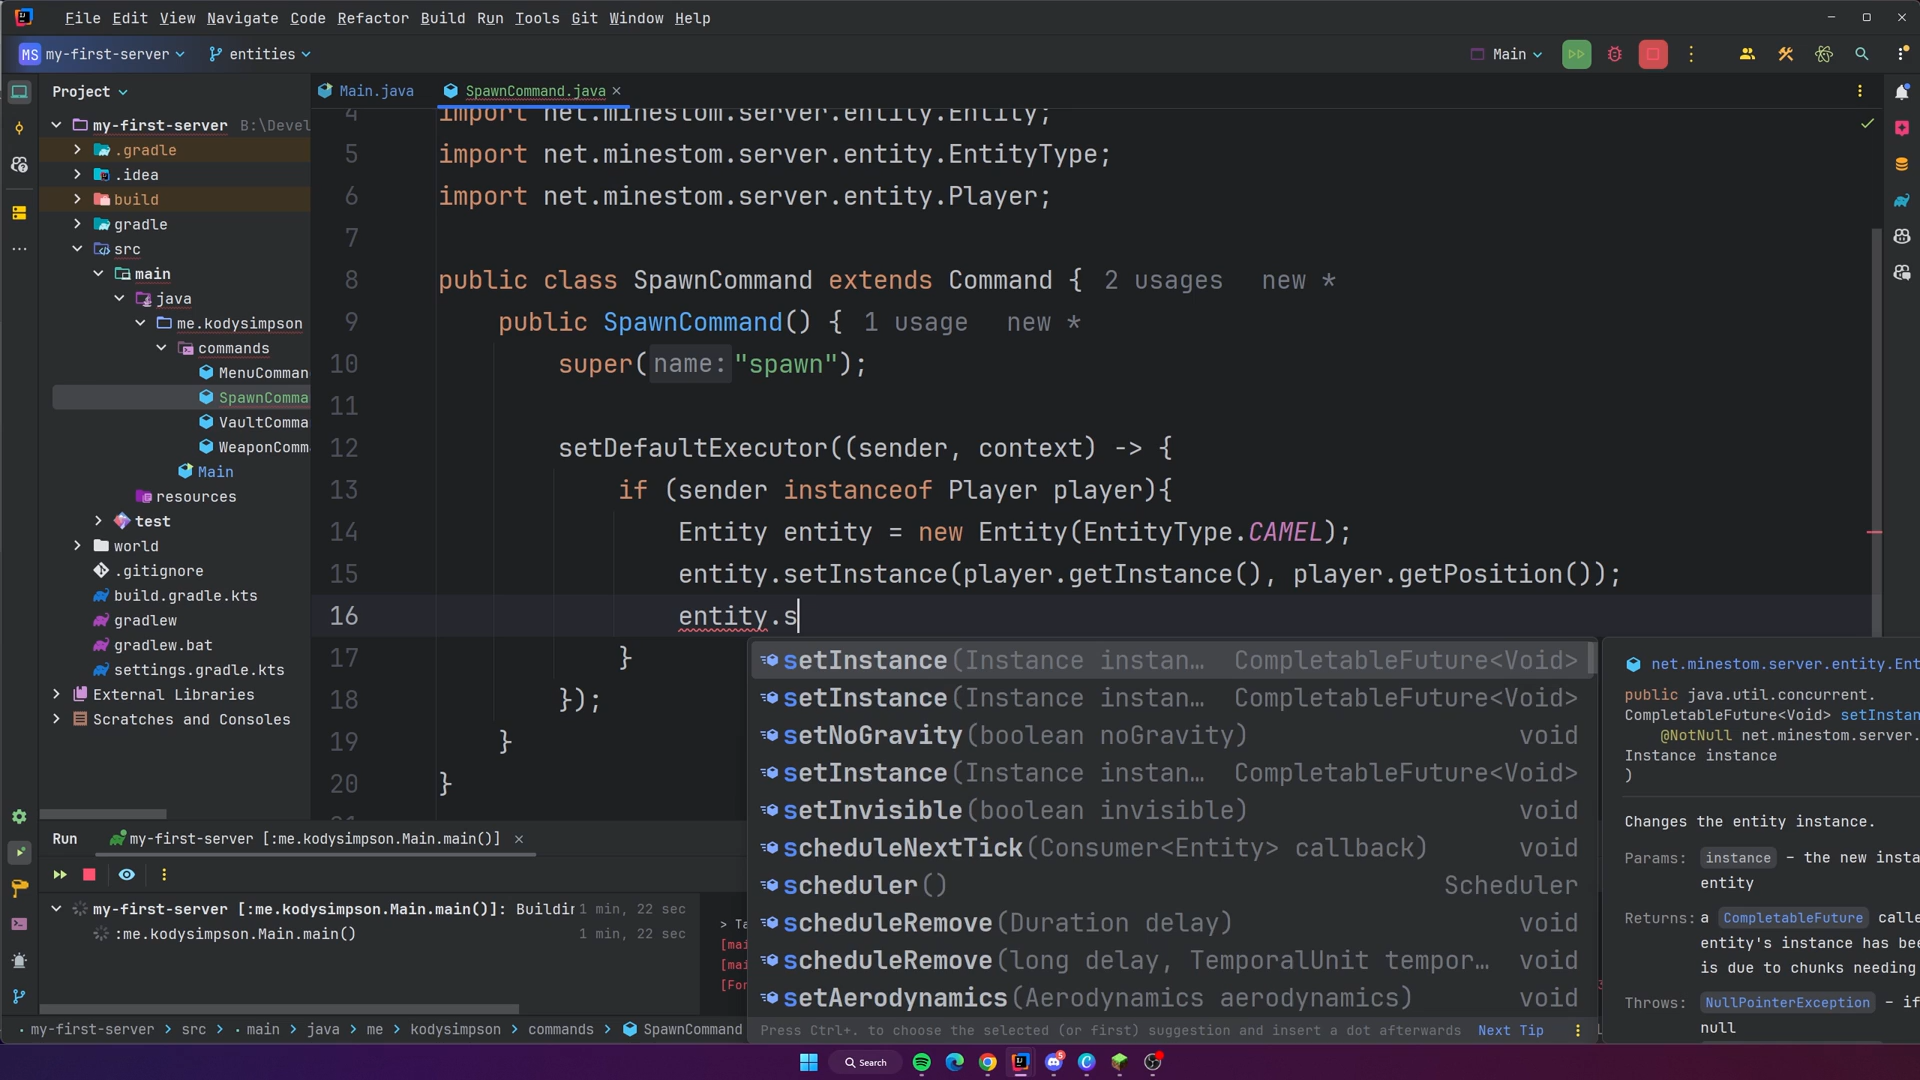 File Edit View Navigate Code Refactor Build Run Tools Git Window Help
MS my-first-server entities Main
Project Main.java SpawnCommand.java
my-first-server B:\Devel
.gradle
.idea
build
gradle
src
main
java
me.kodysimpson
commands
MenuComman
SpawnComma
VaultComma
WeaponComm
Main
resources
test
world
.gitignore
build.gradle.kts
gradlew
gradlew.bat
settings.gradle.kts
External Libraries
Scratches and Consoles
4 import net.minestom.server.entity.Entity;
5 import net.minestom.server.entity.EntityType;
6 import net.minestom.server.entity.Player;
7
8 public class SpawnCommand extends Command { 2 usages new *
9 public SpawnCommand() { 1 usage new *
10 super(name: "spawn");
11
12 setDefaultExecutor((sender, context) -> {
13 if (sender instanceof Player player){
14 Entity entity = new Entity(EntityType.CAMEL);
15 entity.setInstance(player.getInstance(), player.getPosition());
16 entity.s
17 }
18 });
19 }
20 }
setInstance(Instance instan… CompletableFuture<Void>
setInstance(Instance instan… CompletableFuture<Void>
setNoGravity(boolean noGravity) void
setInstance(Instance instan… CompletableFuture<Void>
setInvisible(boolean invisible) void
scheduleNextTick(Consumer<Entity> callback) void
scheduler() Scheduler
scheduleRemove(Duration delay) void
scheduleRemove(long delay, TemporalUnit tempor… void
setAerodynamics(Aerodynamics aerodynamics) void
Press Ctrl+. to choose the selected (or first) suggestion and insert a dot afterwards Next Tip
net.minestom.server.entity.Ent
public java.util.concurrent.
CompletableFuture<Void> setInstan
@NotNull net.minestom.server.
Instance instance
)
Changes the entity instance.
Params: instance – the new insta
entity
Returns: a CompletableFuture calle
entity's instance has bee
is due to chunks needing
Throws: NullPointerException – if
null
Run my-first-server [:me.kodysimpson.Main.main()]
my-first-server [:me.kodysimpson.Main.main()]: Buildin 1 min, 22 sec
:me.kodysimpson.Main.main() 1 min, 22 sec
> Ta
[mai
[mai
[For
my-first-server > src > main > java > me > kodysimpson > commands > SpawnCommand
Search